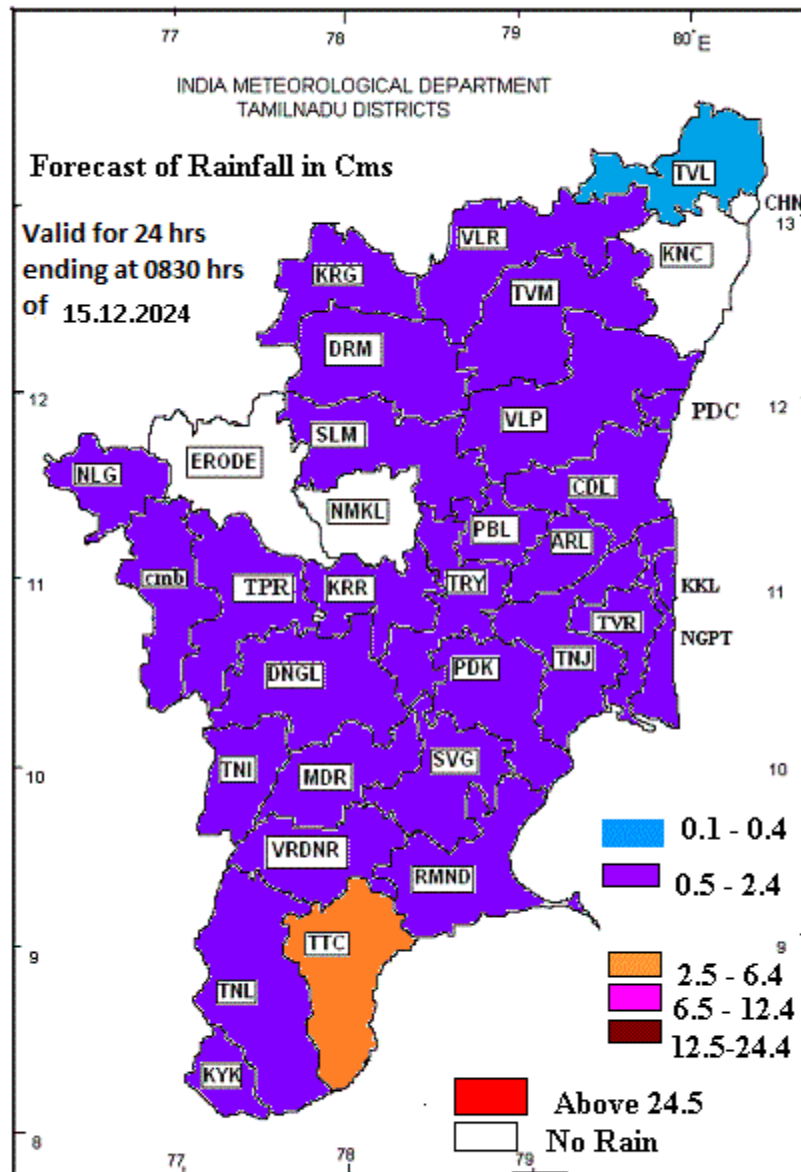 77 78 79 80° E
INDIA METEOROLOGICAL DEPARTMENT
TAMILNADU DISTRICTS
Forecast of Rainfall in Cms
TVL
CHN
13
Valid for 24 hrs
ending at 0830 hrs
of 15.12.2024
VLR
KNC
KRG
TVM
DRM
12
PDC
12
SLM
VLP
ERODE
NLG
CDL
NMKL
PBL
ARL
11
cmb
TPR
KRR
TRY
KKL
11
TVR
NGPT
DNGL
PDK
TNJ
10
TNI
MDR
SVG
10
0.1 - 0.4
VRDNR
RMND
0.5 - 2.4
9
TTC
9
2.5 - 6.4
TNL
6.5 - 12.4
12.5-24.4
KYK
Above 24.5
8
No Rain
77 78 79